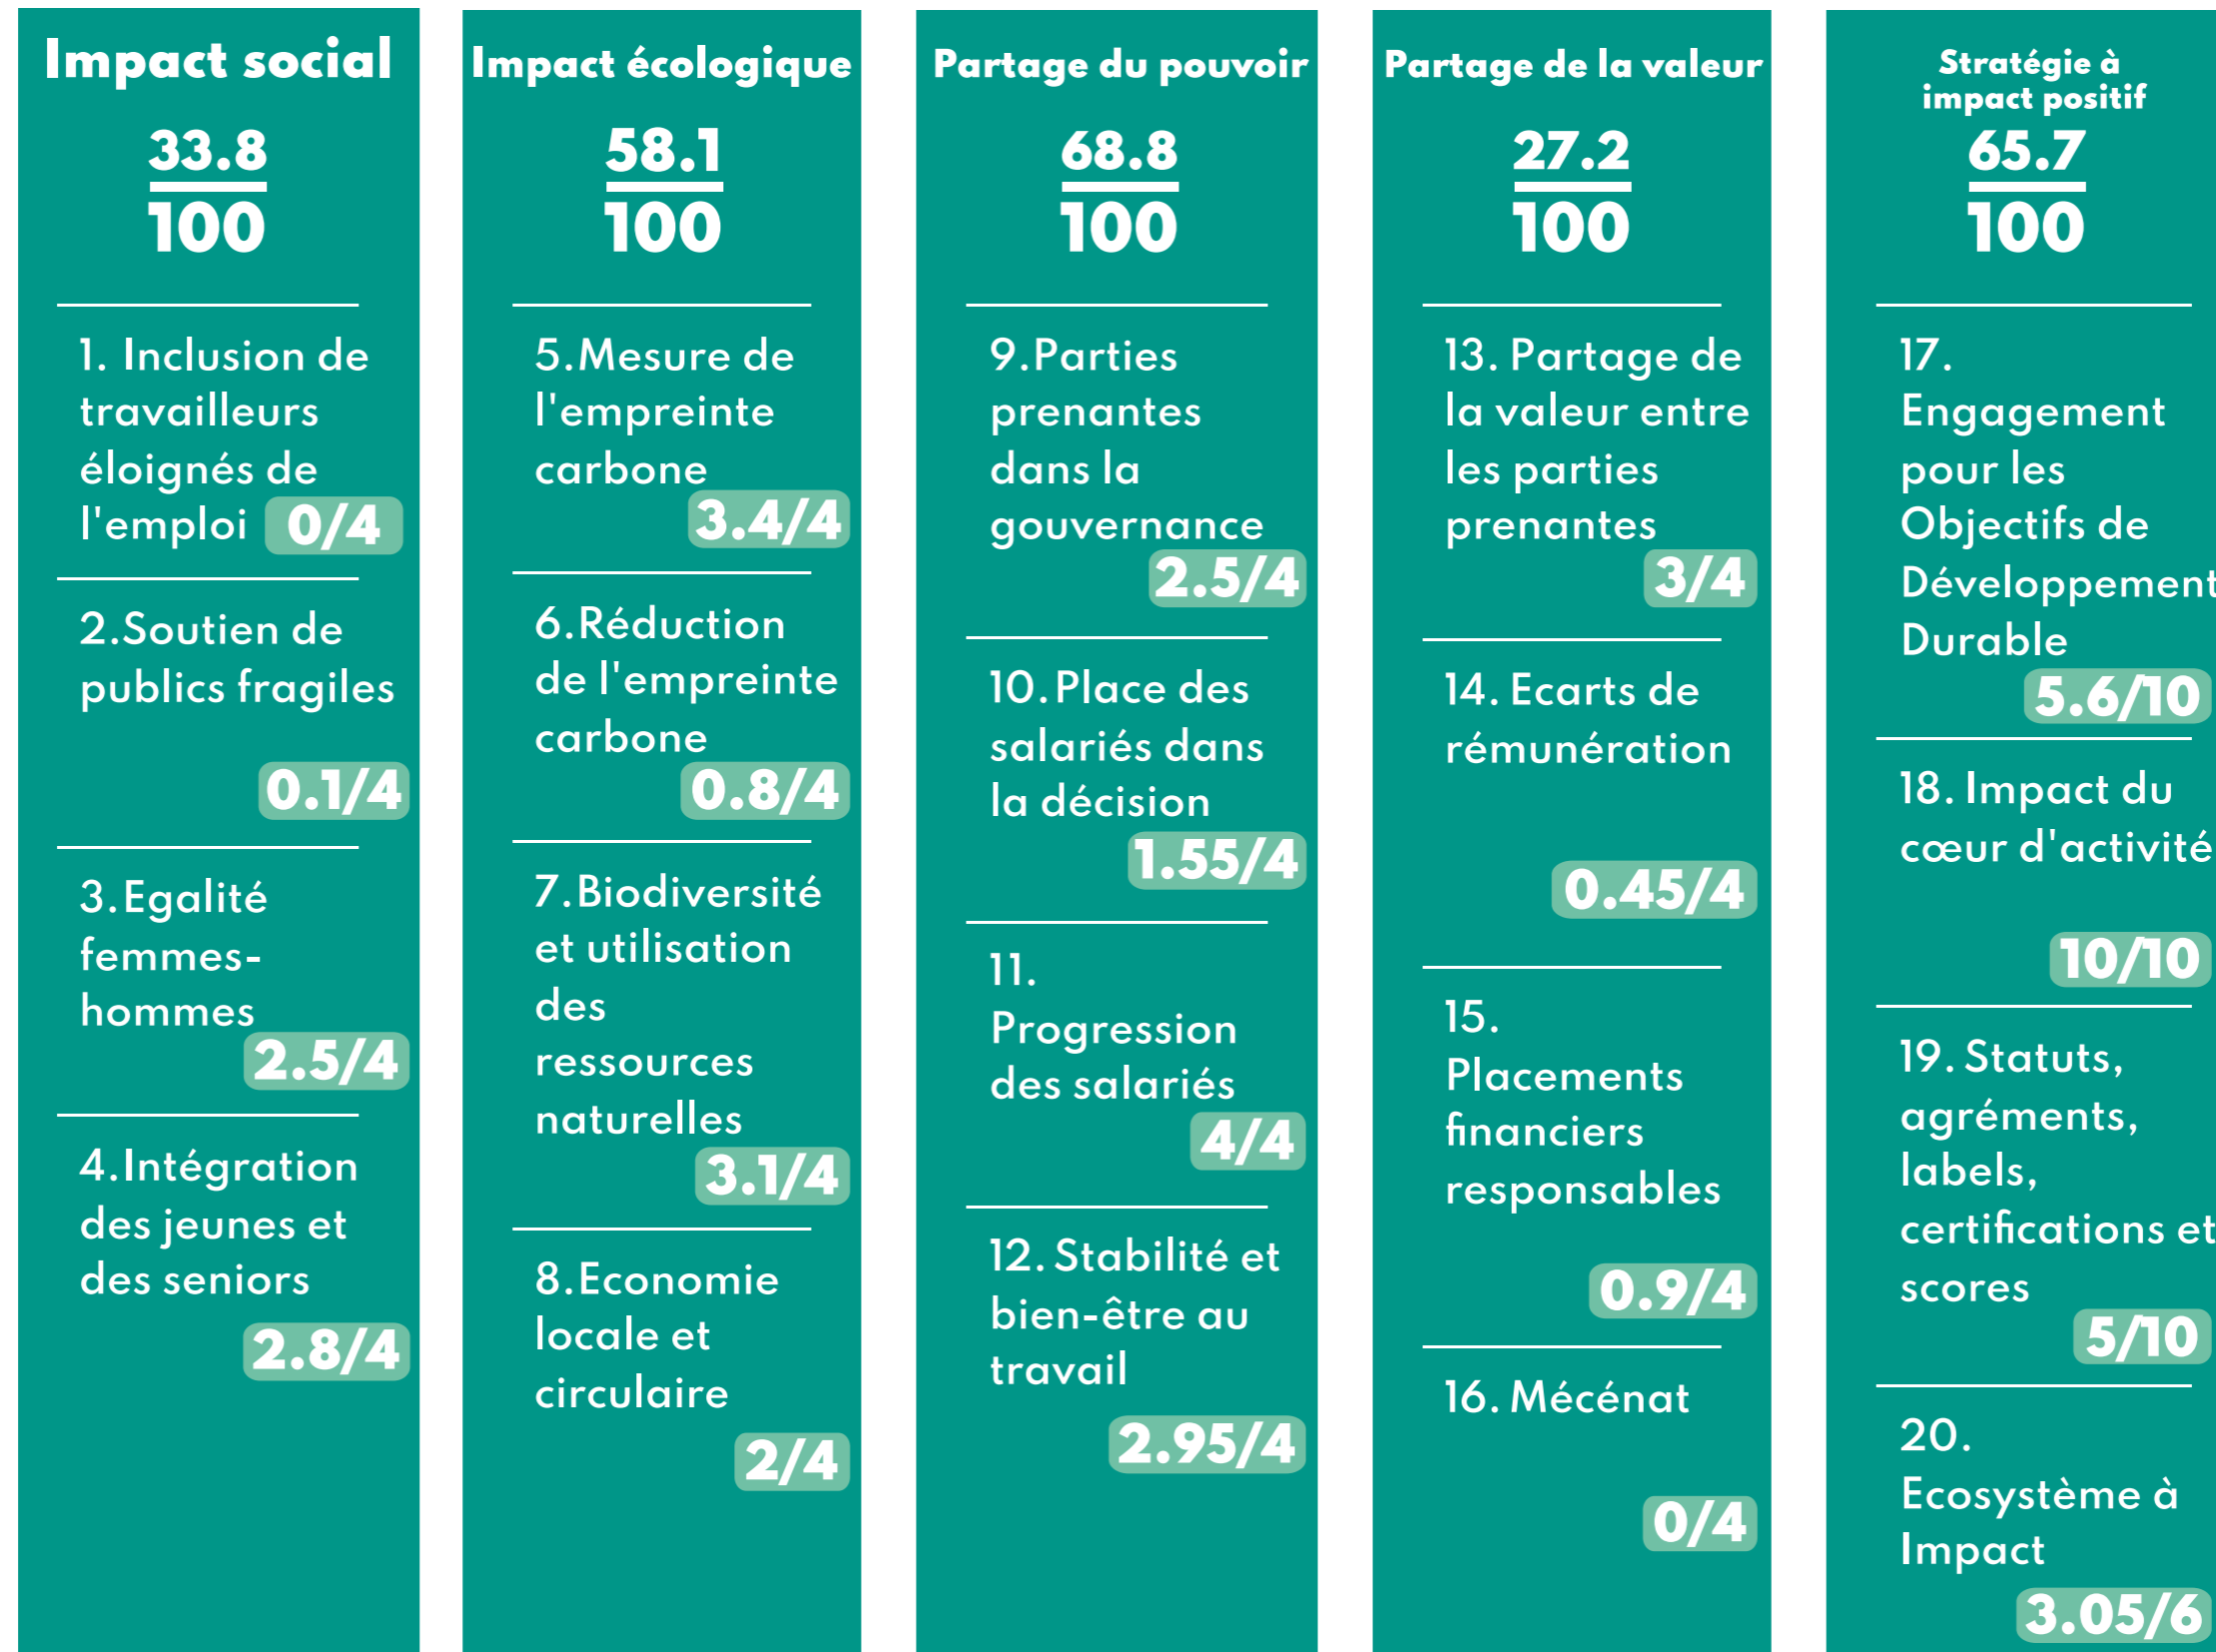 Impact social
33.8
100
1. Inclusion de
travailleurs
éloignés de
l'emploi 0/4
2.Soutien de
publics fragiles
0.1/4
3.Egalité
femmes-
hommes
2.5/4
4.Intégration
des jeunes et
des seniors
2.8/4
Impact écologique
58.1
100
5.Mesure de
l'empreinte
carbone
3.4/4
6.Réduction
de l'empreinte
carbone
0.8/4
7.Biodiversité
et utilisation
des
ressources
naturelles
3.1/4
8.Economie
locale et
circulaire
2/4
Partage du pouvoir
68.8
100
9.Parties
prenantes
dans la
gouvernance
2.5/4
10.Place des
salariés dans
la décision
1.55/4
11.
Progression
des salariés
4/4
12. Stabilité et
bien-être au
travail
2.95/4
Partage de la valeur
27.2
100
13. Partage de
la valeur entre
les parties
prenantes
3/4
14. Ecarts de
rémunération
0.45/4
15.
Placements
financiers
responsables
0.9/4
16. Mécénat
0/4
Stratégie à
impact positif
65.7
100
17.
Engagement
pour les
Objectifs de
Développement
Durable
5.6/10
18. Impact du
cœur d'activité
10/10
19. Statuts,
agréments,
labels,
certifications et
scores
5/10
20.
Ecosystème à
Impact
3.05/6